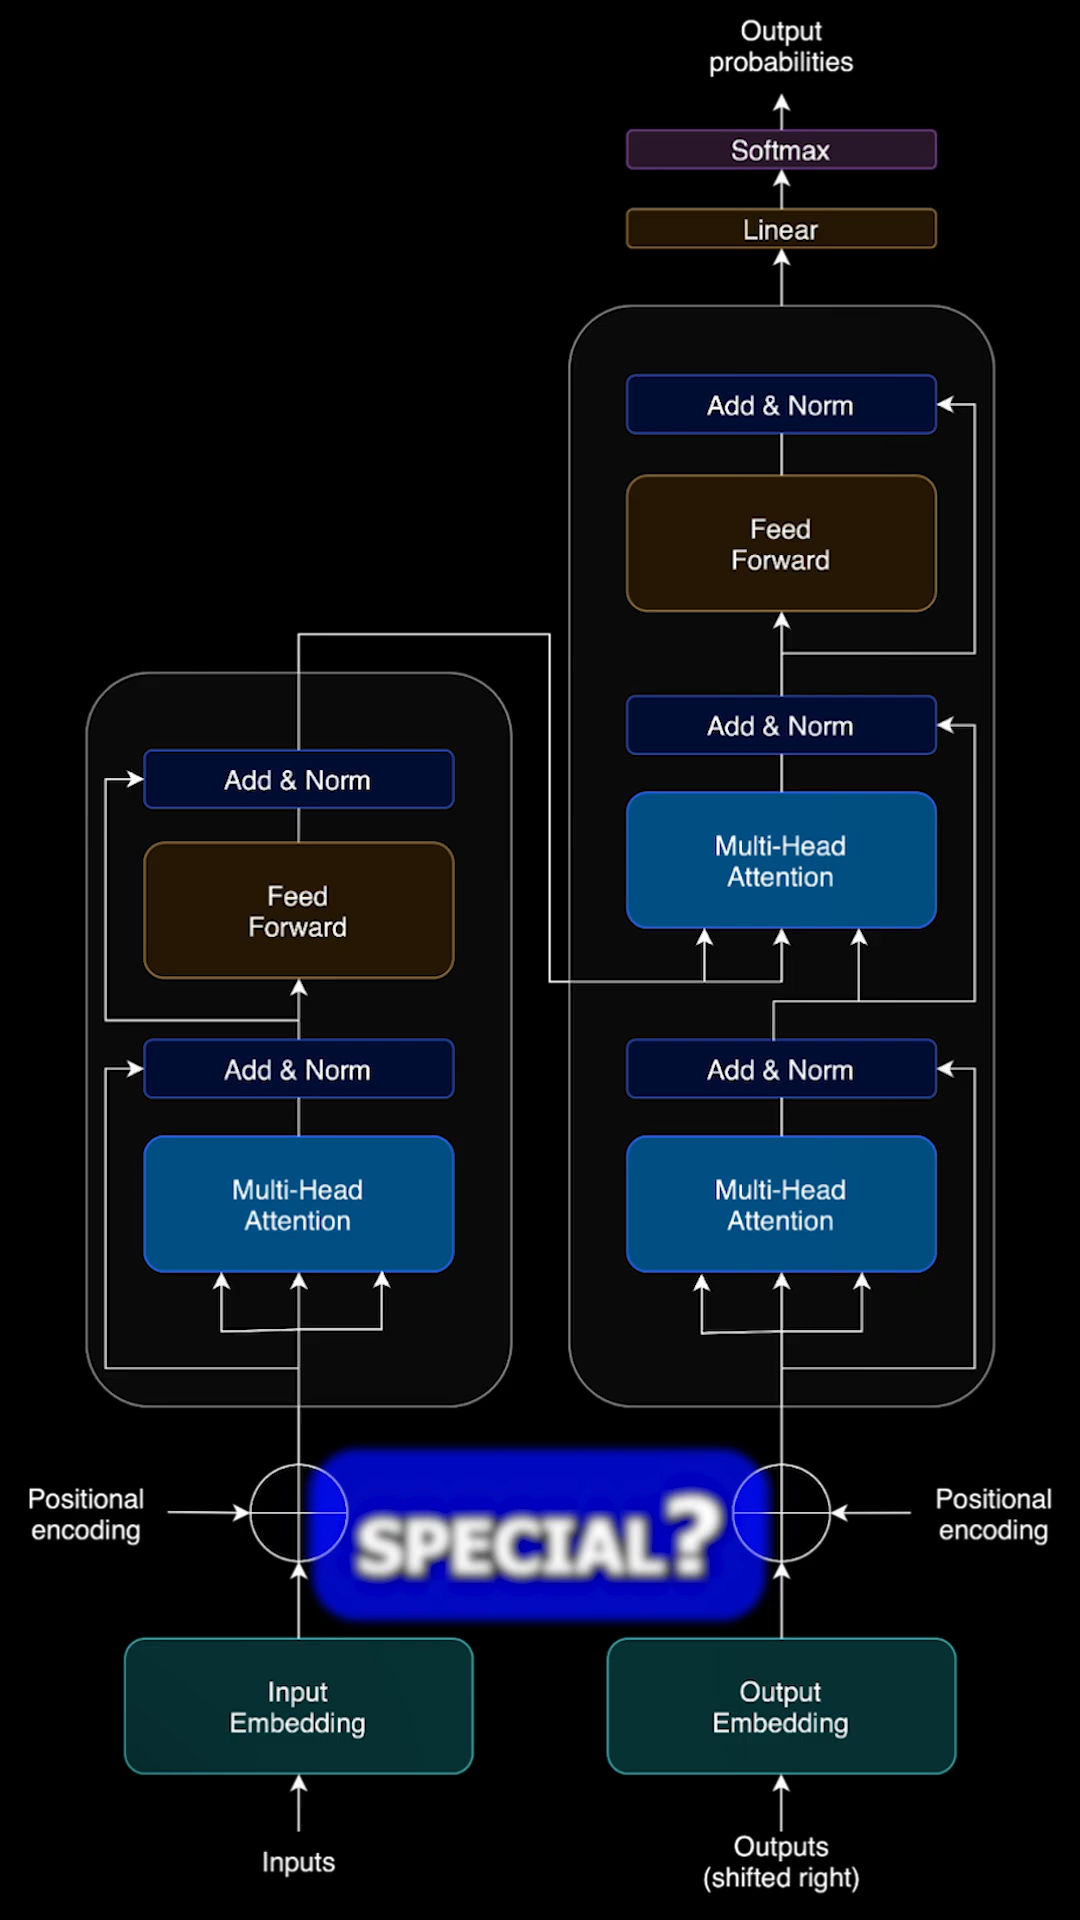 Output
probabilities
Softmax
Linear
Add & Norm
Feed
Forward
Add & Norm
Multi-Head
Attention
Add & Norm
Multi-Head
Attention
Add & Norm
Feed
Forward
Add & Norm
Multi-Head
Attention
Positional
encoding
SPECIAL?
Positional
encoding
Input
Embedding
Output
Embedding
Inputs
Outputs
(shifted right)